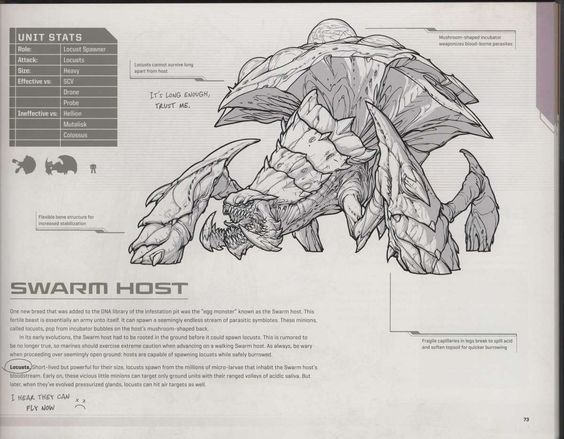 UNIT STATS
Role: Locust Spawner
Attack: Locusts
Size: Heavy
Effective vs: SCV
Drone
Probe
Ineffective vs: Hellion
Mutalisk
Colossus
Mushroom-shaped incubator
weaponizes blood-borne parasites
Locusts cannot survive long
apart from host
IT'S LONG ENOUGH,
TRUST ME.
Flexible bone structure for
increased stabilization
SWARM HOST
One new breed that was added to the DNA library of the infestation pit was the "egg monster" known as the Swarm host. This
fertile beast is essentially an army unto itself. It can spawn a seemingly endless stream of parasitic symbiotes. These minions,
called locusts, pop from incubator bubbles on the host's mushroom-shaped back.
In its early evolutions, the Swarm host had to be rooted in the ground before it could spawn locusts. This is rumored to
be no longer true, so marines should exercise extreme caution when advancing on a walking Swarm host. As always, be wary
when proceeding over seemingly open ground: hosts are capable of spawning locusts while safely burrowed.
Locusts: Short-lived but powerful for their size, locusts spawn from the millions of micro-larvae that inhabit the Swarm host's
bloodstream. Early on, these vicious little minions can target only ground units with their ranged volleys of acidic saliva. But
later, when they've evolved pressurized glands, locusts can hit air targets as well.
I HEAR THEY CAN
FLY NOW
Fragile capillaries in legs break to spill acid
and soften topsoil for quicker burrowing
73